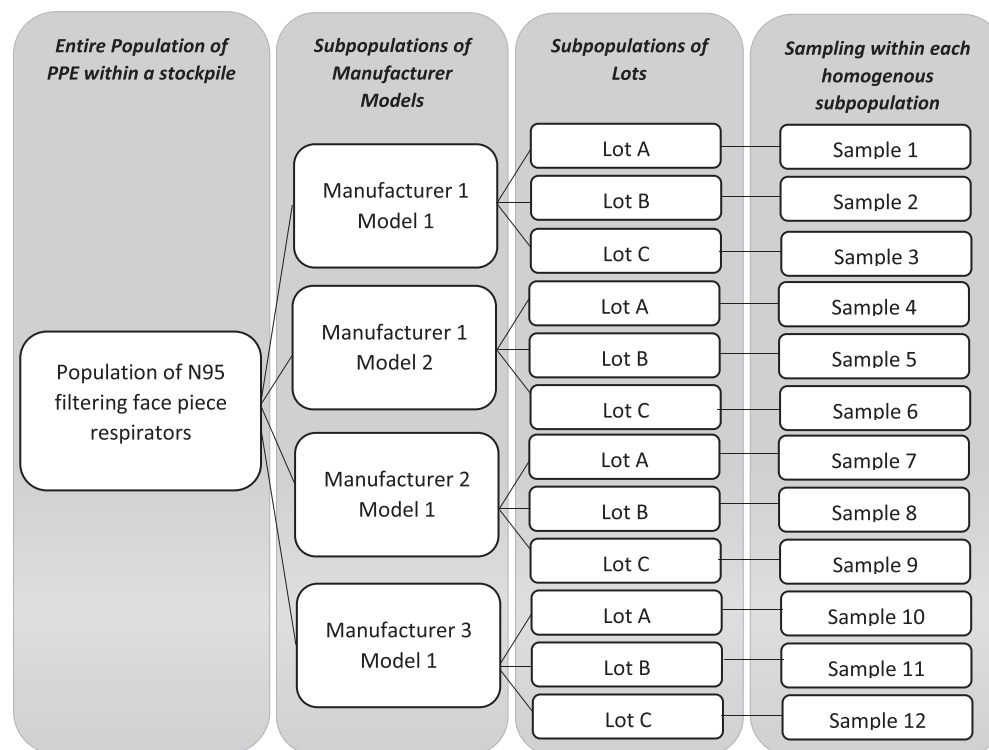 Entire Population of
PPE within a stockpile
Subpopulations of
Manufacturer
Models
Subpopulations of
Lots
Sampling within each
homogenous
subpopulation
Population of N95
filtering face piece
respirators
Manufacturer 1
Model 1
Manufacturer 1
Model 2
Manufacturer 2
Model 1
Manufacturer 3
Model 1
Lot A
Lot B
Lot C
Lot A
Lot B
Lot C
Lot A
Lot B
Lot C
Lot A
Lot B
Lot C
Sample 1
Sample 2
Sample 3
Sample 4
Sample 5
Sample 6
Sample 7
Sample 8
Sample 9
Sample 10
Sample 11
Sample 12